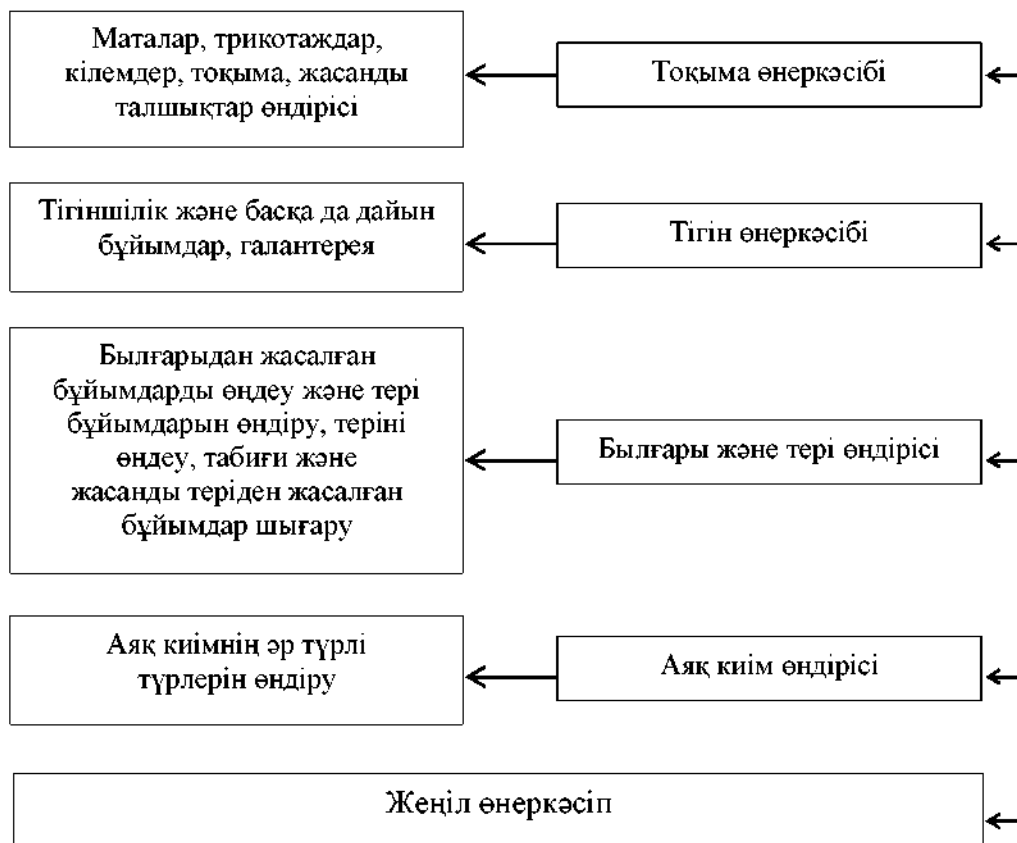 Маталар, трикотаждар,
кілемдер, тоқыма, жасанды
талшықтар өндірісі
Тоқыма өнеркәсібі
Тігіншілік және басқа да дайын
бұйымдар, галантерея
Тігін өнеркәсібі
Былғарыдан жасалған
бұйымдарды өңдеу және тері
бұйымдарын өндіру, теріні
өңдеу, табиғи және
жасанды теріден жасалған
бұйымдар шығару
Былғары және тері өндірісі
Аяқ киімнің әр түрлі
түрлерін өндіру
Аяқ киім өндірісі
Жеңіл өнеркәсіп